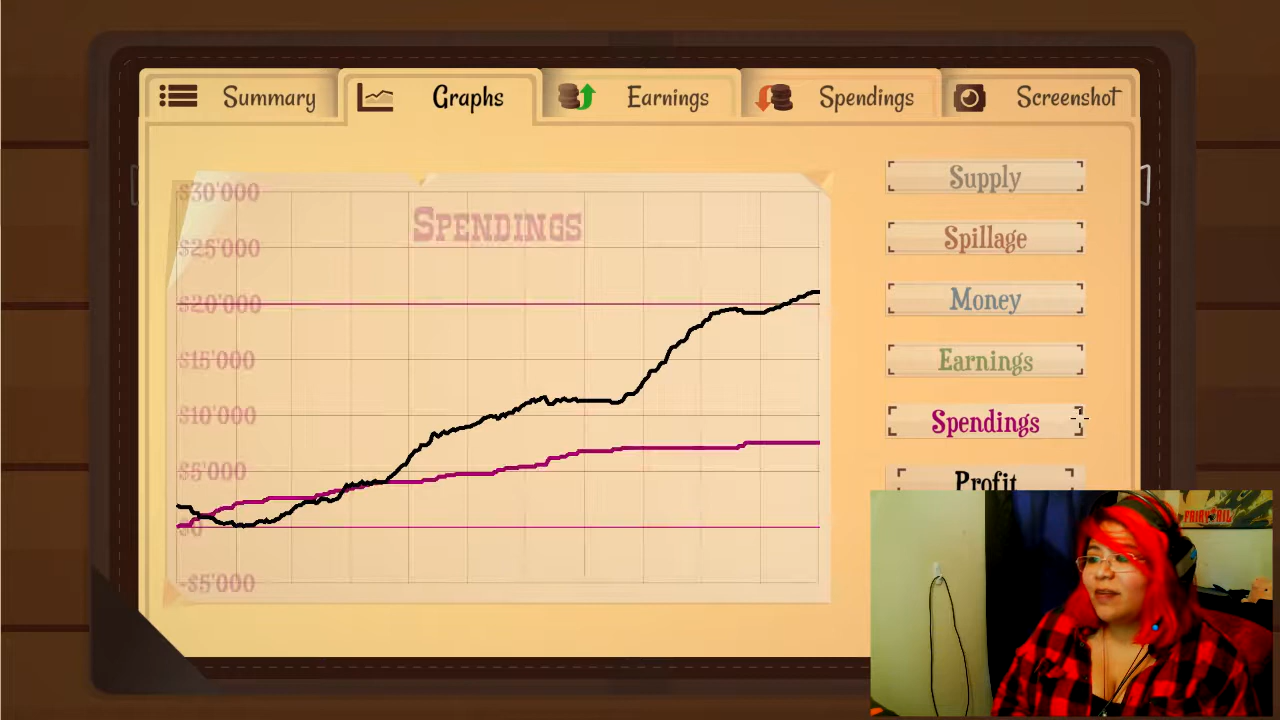 Summary
Graphs
Earnings
Spendings
Screenshot
$30'000
SPENDINGS
$25'000
$20'000
$15'000
$10'000
$5'000
$0
-$5'000
Supply
Spillage
Money
Earnings
Spendings
Profit
FAIRY TAIL